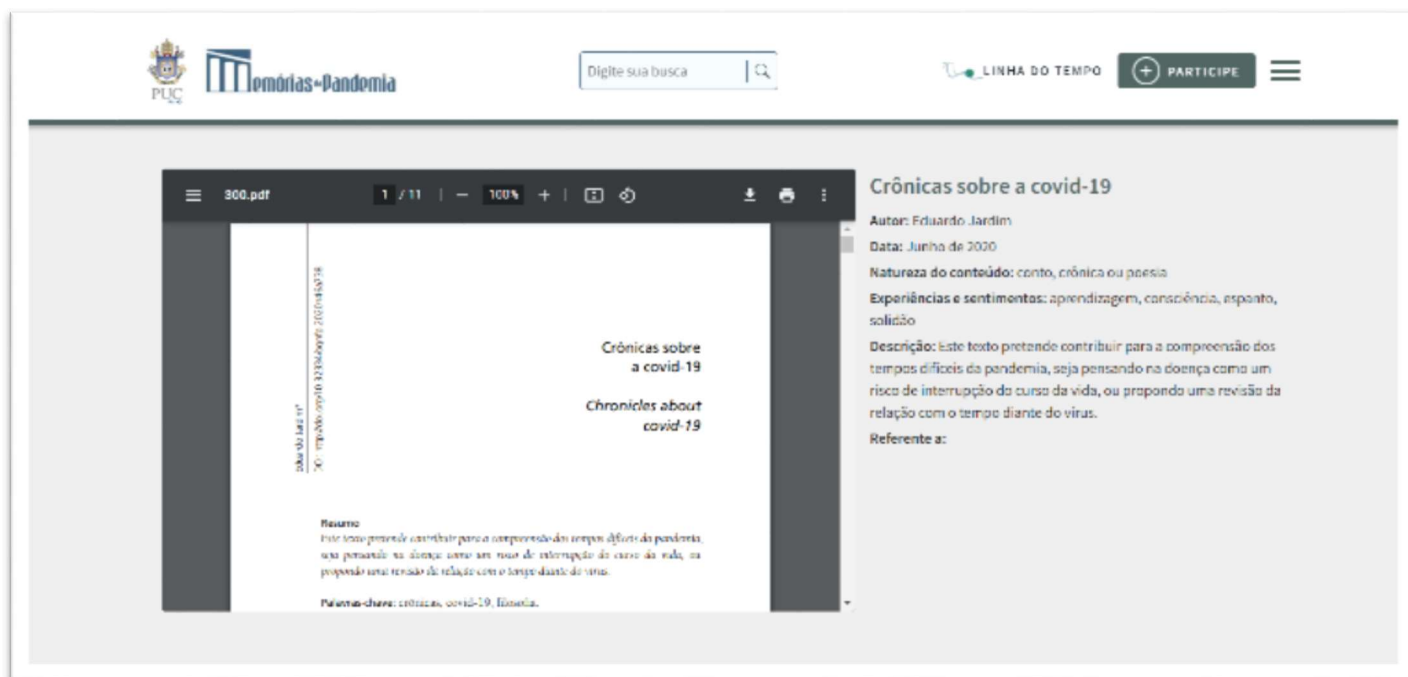 PUC
Memórias da Pandemia
Digite sua busca
LINHA DO TEMPO
PARTICIPE
300.pdf
1 / 11
100%
Crônicas sobre
a covid-19
Chronicles about
covid-19
Eduardo Jardim*
Resumo
Este texto pretende contribuir para a compreensão dos tempos difíceis da pandemia,
seja pensando na doença como um risco de interrupção do curso da vida, ou
propondo uma revisão da relação com o tempo diante do vírus.
Palavras-chave: crônicas, covid-19, filosofia.
Crônicas sobre a covid-19
Autor: Eduardo Jardim
Data: Junho de 2020
Natureza do conteúdo: conto, crônica ou poesia
Experiências e sentimentos: aprendizagem, consciência, espanto,
solidão
Descrição: Este texto pretende contribuir para a compreensão dos
tempos difíceis da pandemia, seja pensando na doença como um
risco de interrupção do curso da vida, ou propondo uma revisão da
relação com o tempo diante do vírus.
Referente a: